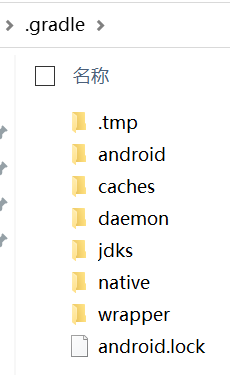 .gradle
名称
.tmp
android
caches
daemon
jdks
native
wrapper
android.lock